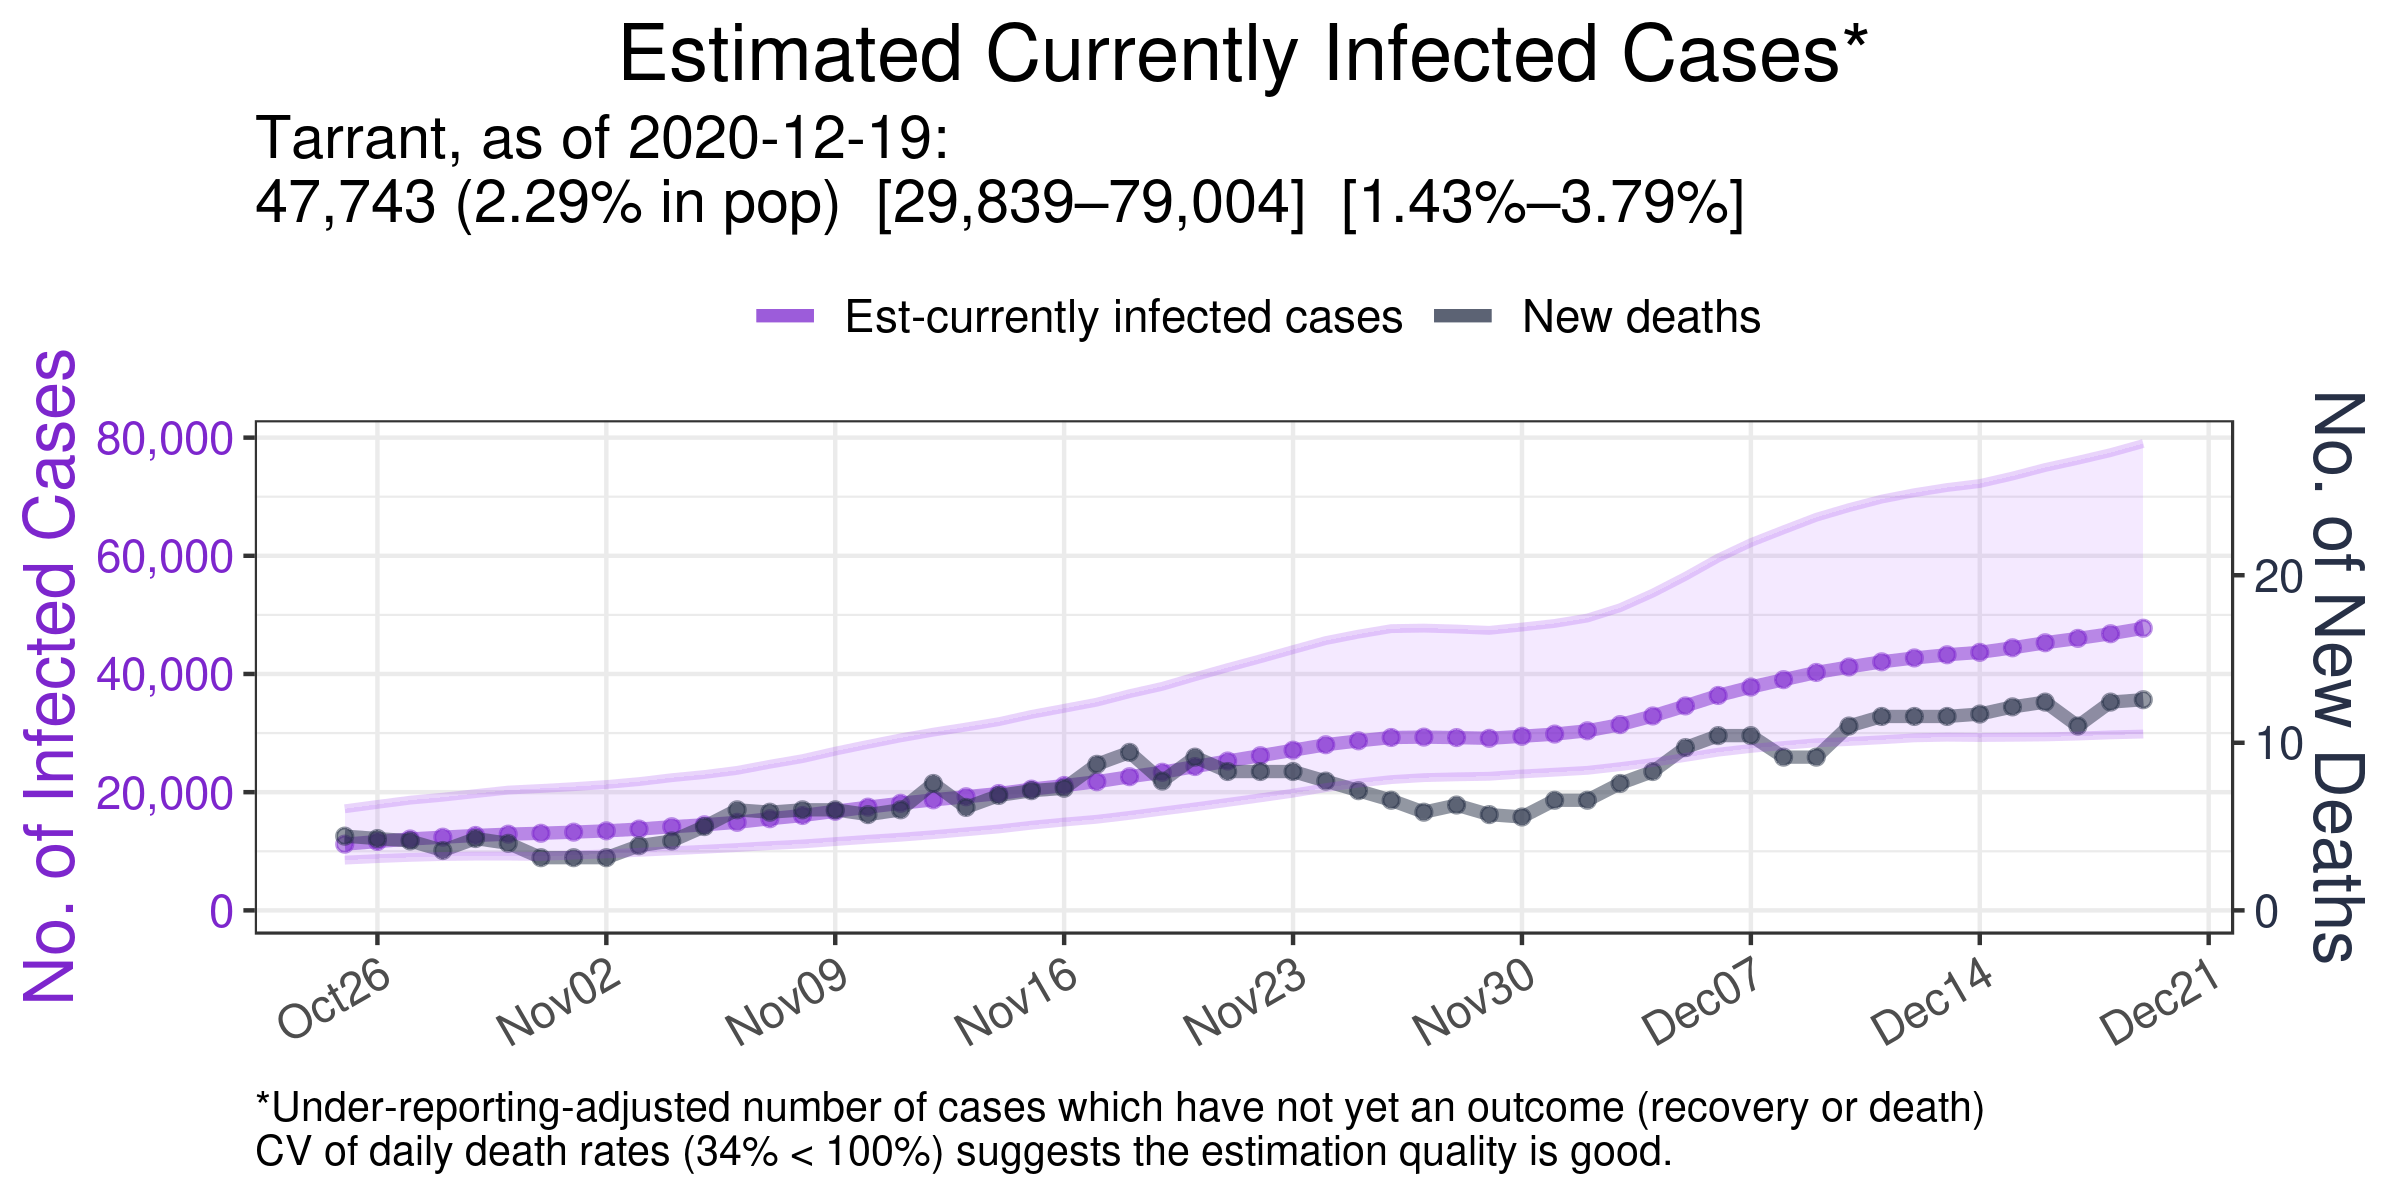 Estimated Currently Infected Cases*
Tarrant, as of 2020-12-19:
47,743 (2.29% in pop)  [29,839–79,004]  [1.43%–3.79%]
Est-currently infected cases
New deaths
No. of Infected Cases
80,000
60,000
40,000
20,000
0
No. of New Deaths
20
10
0
Oct26
Nov02
Nov09
Nov16
Nov23
Nov30
Dec07
Dec14
Dec21
*Under-reporting-adjusted number of cases which have not yet an outcome (recovery or death)
CV of daily death rates (34% < 100%) suggests the estimation quality is good.